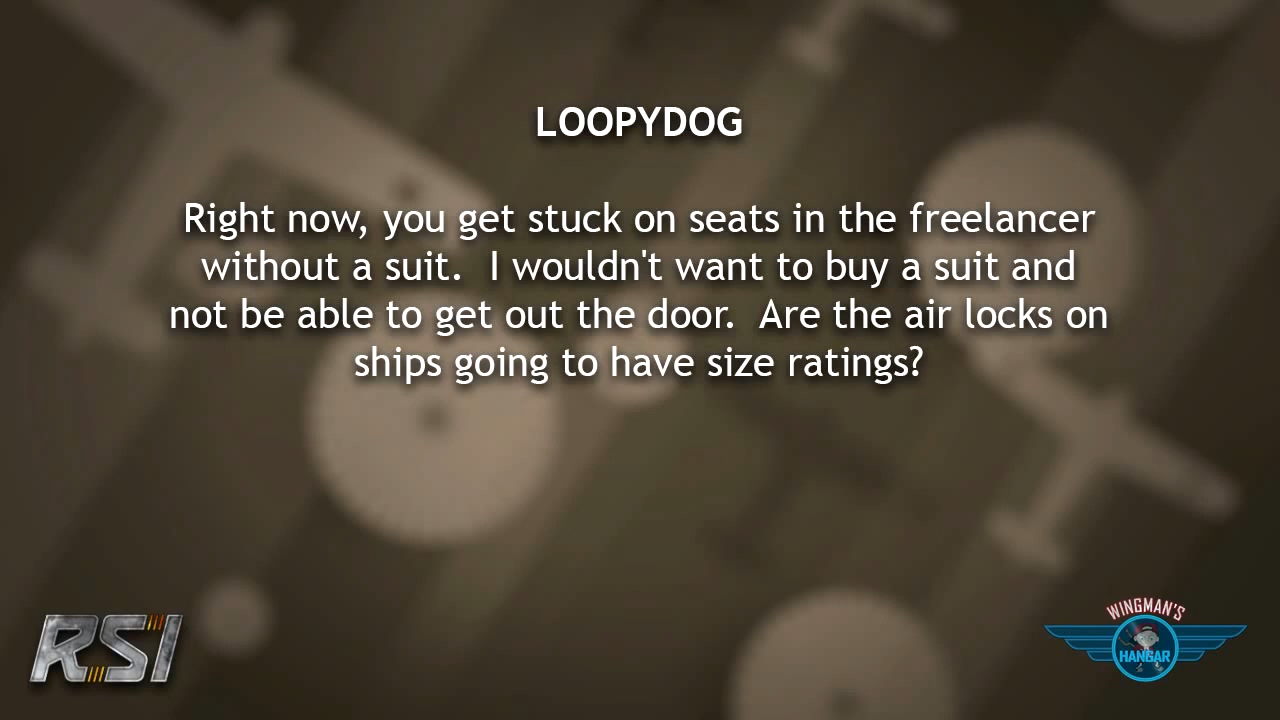 LOOPYDOG
Right now, you get stuck on seats in the freelancer
without a suit.  I wouldn't want to buy a suit and
not be able to get out the door.  Are the air locks on
ships going to have size ratings?
RSI
WINGMAN'S
HANGAR